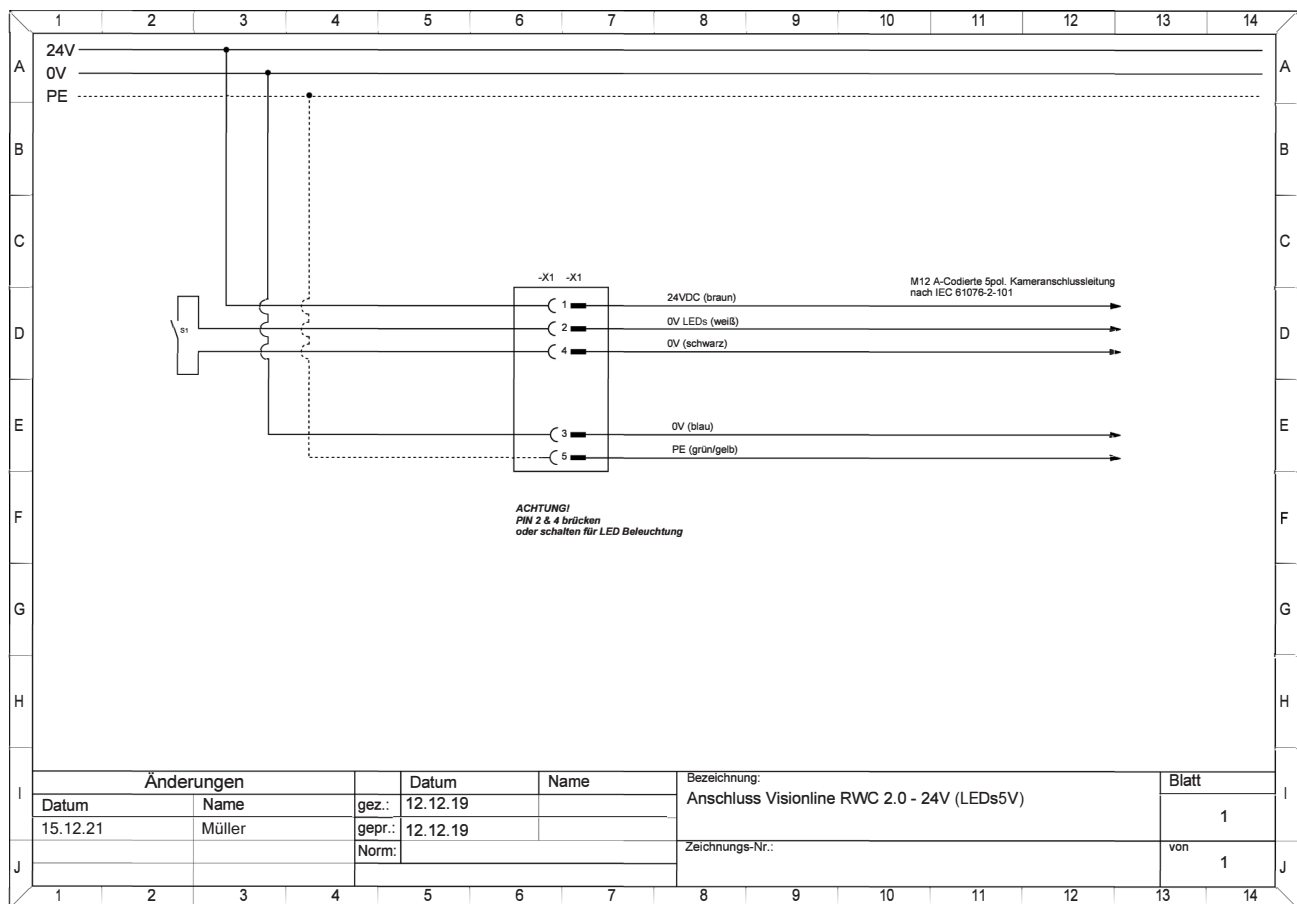 1 2 3 4 5 6 7 8 9 10 11 12 13 14
24V
A 0V A
PE
B B
C C
-X1 -X1
M12 A-Codierte 5pol. Kameranschlussleitung
nach IEC 61076-2-101
1 24VDC (braun)
D S1 2 0V LEDs (weiß) D
4 0V (schwarz)
E 3 0V (blau) E
5 PE (grün/gelb)
ACHTUNG!
F PIN 2 & 4 brücken F
oder schalten für LED Beleuchtung
G G
H H
Änderungen Datum Name Bezeichnung: Blatt
I Datum Name gez.: 12.12.19 Anschluss Visionline RWC 2.0 - 24V (LEDs5V) I
15.12.21 Müller gepr.: 12.12.19 1
Norm: Zeichnungs-Nr.: von
J 1 J
1 2 3 4 5 6 7 8 9 10 11 12 13 14